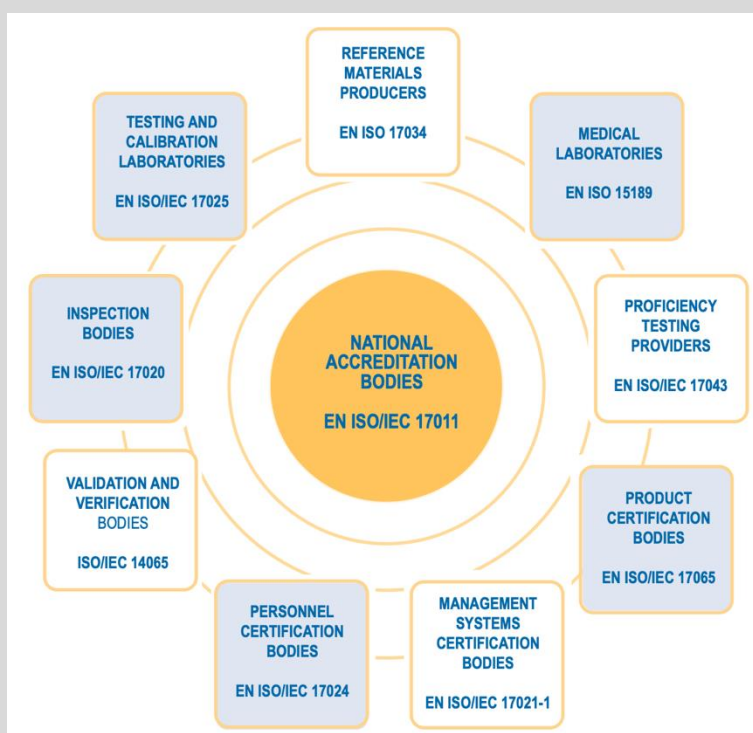 REFERENCE
MATERIALS
PRODUCERS
EN ISO 17034
TESTING AND
CALIBRATION
LABORATORIES
EN ISO/IEC 17025
MEDICAL
LABORATORIES
EN ISO 15189
INSPECTION
BODIES
EN ISO/IEC 17020
NATIONAL
ACCREDITATION
BODIES
EN ISO/IEC 17011
PROFICIENCY
TESTING
PROVIDERS
EN ISO/IEC 17043
VALIDATION AND
VERIFICATION
BODIES
ISO/IEC 14065
PRODUCT
CERTIFICATION
BODIES
EN ISO/IEC 17065
PERSONNEL
CERTIFICATION
BODIES
EN ISO/IEC 17024
MANAGEMENT
SYSTEMS
CERTIFICATION
BODIES
EN ISO/IEC 17021-1